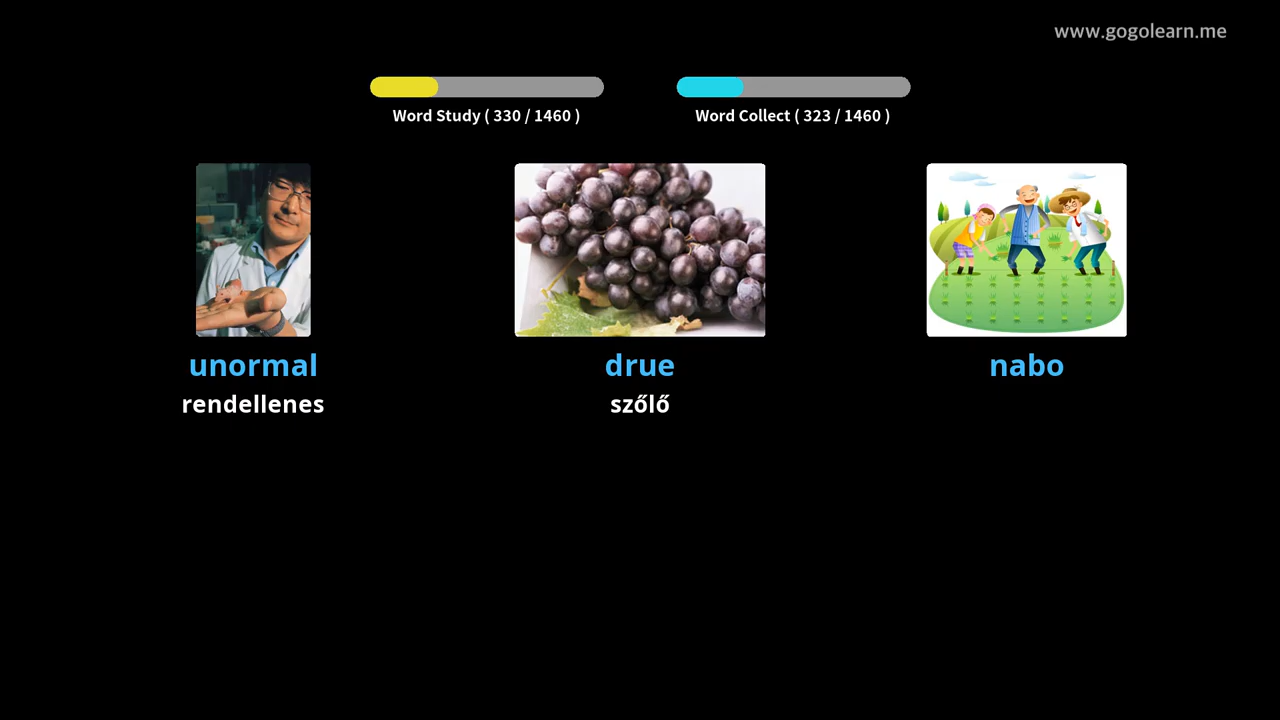 www.gogolearn.me
Word Study ( 330 / 1460 )
Word Collect ( 323 / 1460 )
unormal
rendellenes
drue
szőlő
nabo